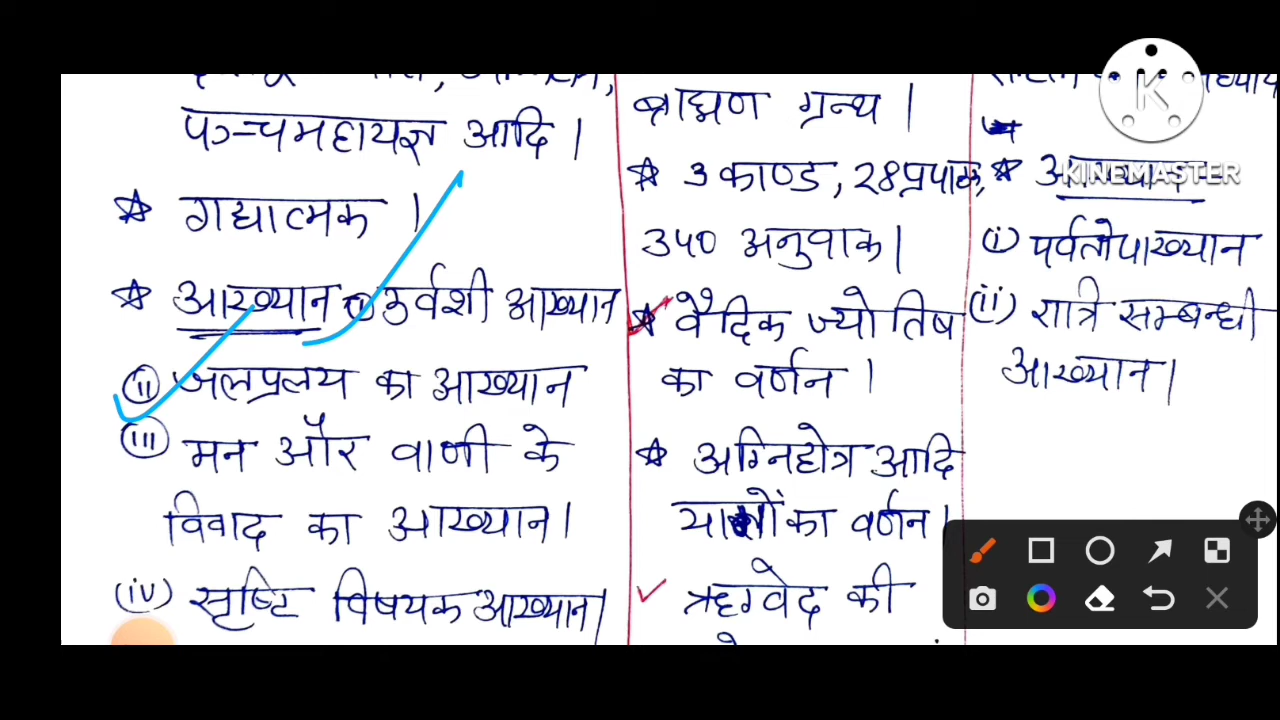 पञ्चमहायज्ञ आदि ।
☆ गद्यात्मक ।
☆ आख्यान (i) उर्वशी आख्यान
(ii) जलप्रलय का आख्यान
(iii) मन और वाणी के
विवाद का आख्यान ।
(iv) सृष्टि विषयक आख्यान ।
ब्राह्मण ग्रन्थ ।
☆ 3 काण्ड, 28 प्रपाठक,
340 अनुवाक ।
☆ वैदिक ज्योतिष
का वर्णन ।
☆ अग्निहोत्र आदि
का वर्णन ।
ऋग्वेद की
☆ आख्यान
(i) पर्वतोपाख्यान
(ii) रात्रि सम्बन्धी
आख्यान ।
KINEMASTER